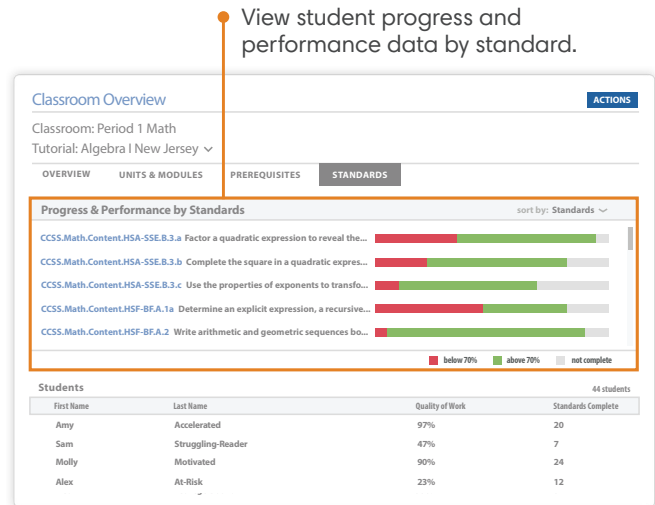 View student progress and
performance data by standard.
Classroom Overview
ACTIONS
Classroom: Period 1 Math
Tutorial: Algebra I New Jersey
OVERVIEW UNITS & MODULES PREREQUISITES STANDARDS
Progress & Performance by Standards sort by: Standards
CCSS.Math.Content.HSA-SSE.B.3.a Factor a quadratic expression to reveal the...
CCSS.Math.Content.HSA-SSE.B.3.b Complete the square in a quadratic expres...
CCSS.Math.Content.HSA-SSE.B.3.c Use the properties of exponents to transfo...
CCSS.Math.Content.HSF-BF.A.1a Determine an explicit expression, a recursive...
CCSS.Math.Content.HSF-BF.A.2 Write arithmetic and geometric sequences bo...
below 70% above 70% not complete
Students 44 students
First Name Last Name Quality of Work Standards Complete
Amy Accelerated 97% 20
Sam Struggling-Reader 47% 7
Molly Motivated 90% 24
Alex At-Risk 23% 12